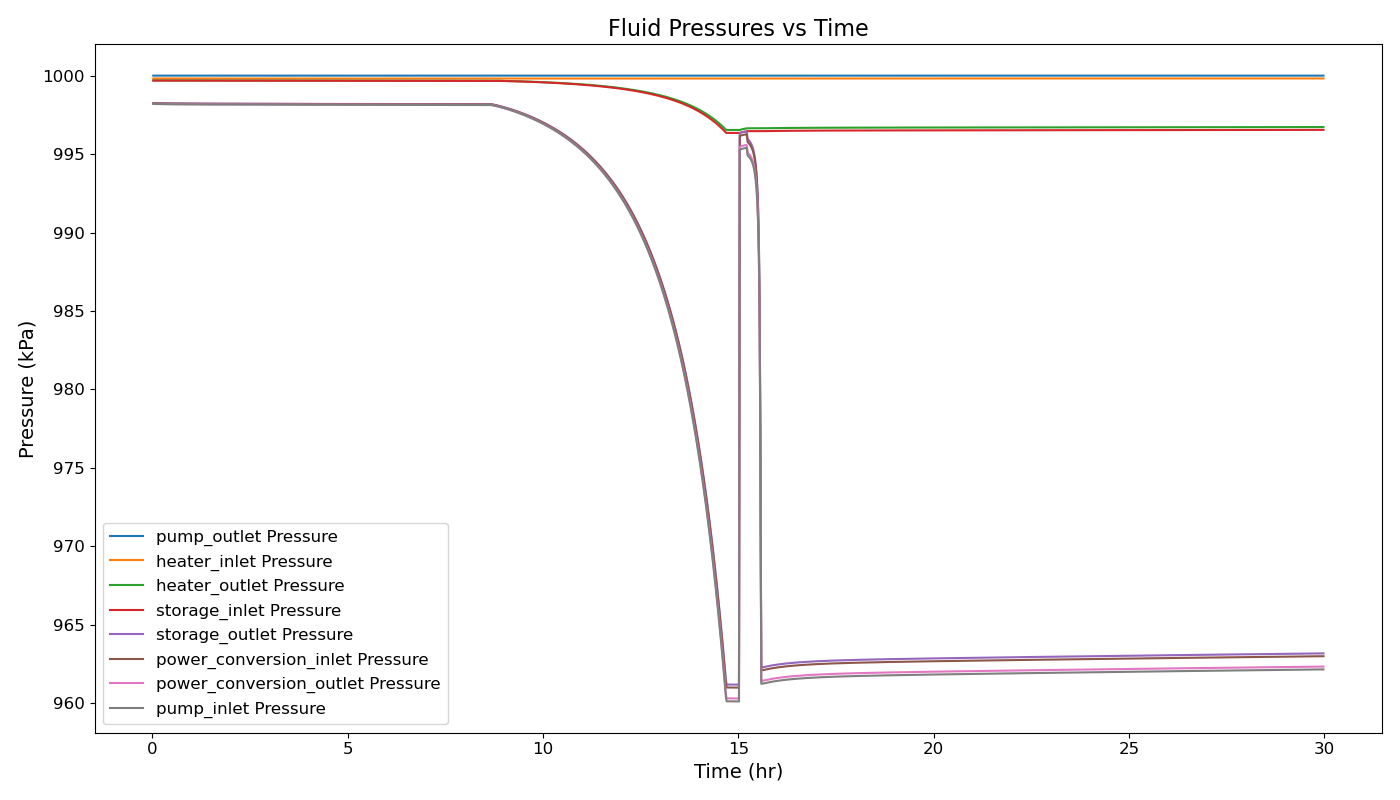 Fluid Pressures vs Time
Pressure (kPa)
1000
995
990
985
980
975
970
965
960
pump_outlet Pressure
heater_inlet Pressure
heater_outlet Pressure
storage_inlet Pressure
storage_outlet Pressure
power_conversion_inlet Pressure
power_conversion_outlet Pressure
pump_inlet Pressure
0 5 10 15 20 25 30
Time (hr)